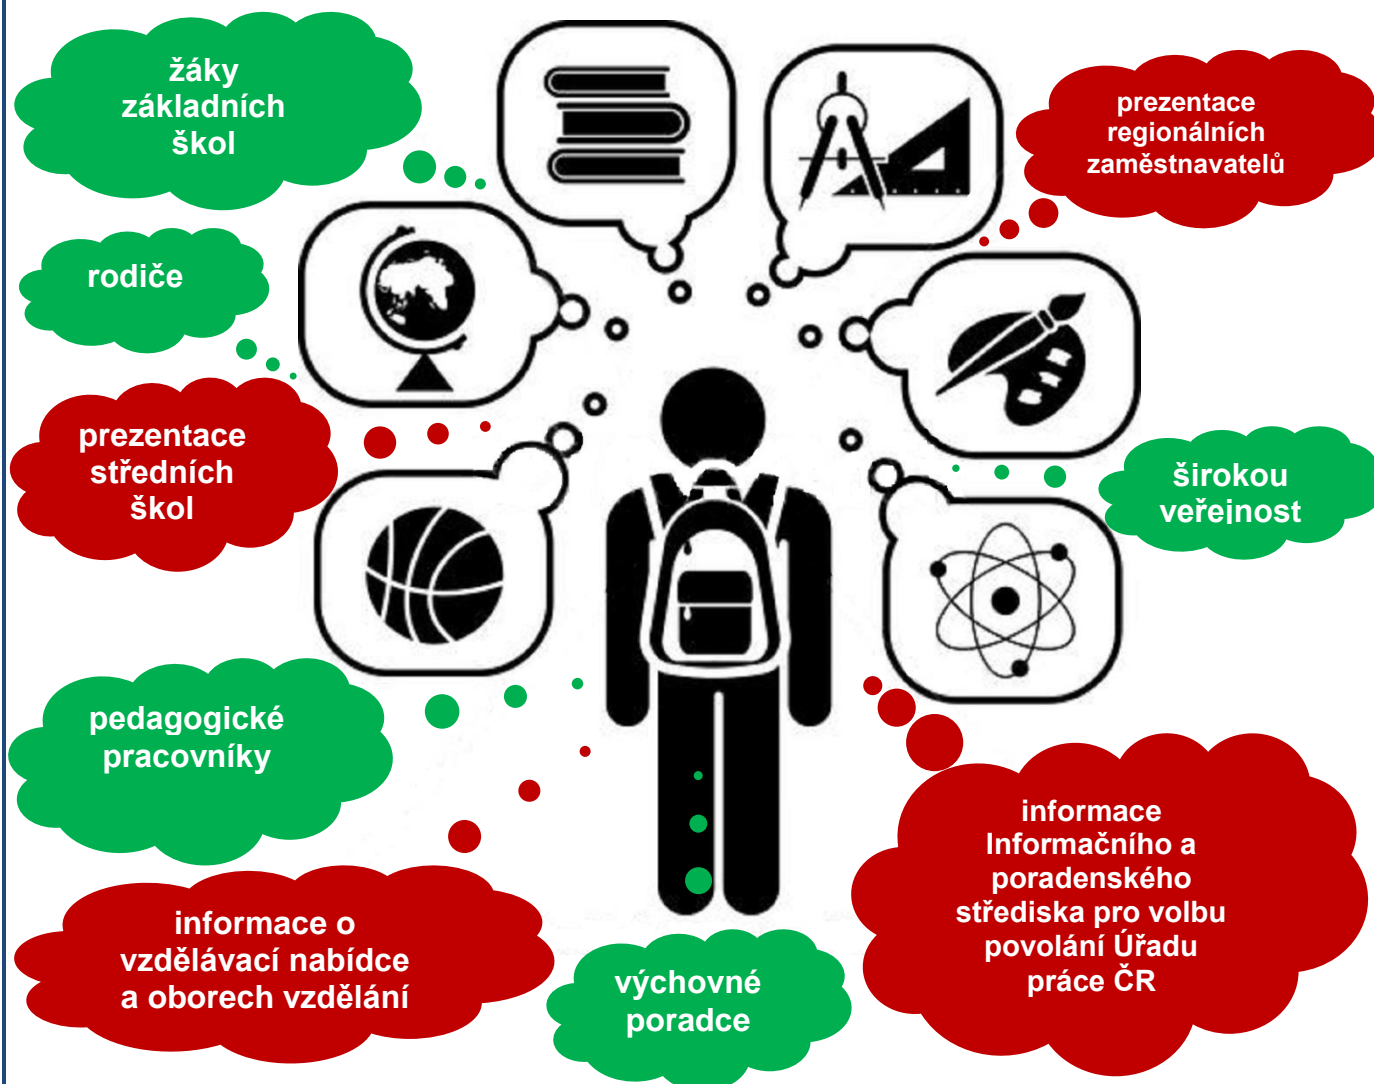 žáky
základních
škol
prezentace
regionálních
zaměstnavatelů
rodiče
prezentace
středních
škol
širokou
veřejnost
pedagogické
pracovníky
informace
Informačního a
poradenského
střediska pro volbu
povolání Úřadu
práce ČR
informace o
vzdělávací nabídce
a oborech vzdělání
výchovné
poradce